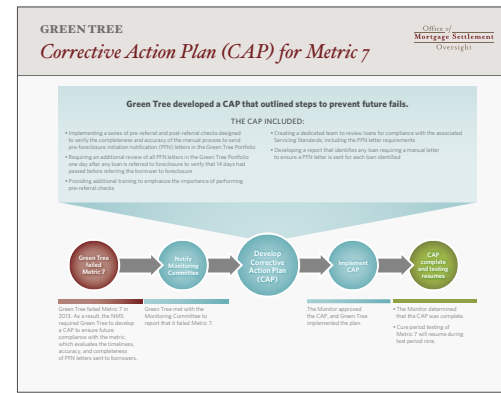 GREEN TREE
Corrective Action Plan (CAP) for Metric 7
Office of
Mortgage Settlement
Oversight
Green Tree developed a CAP that outlined steps to prevent future fails.
THE CAP INCLUDED:
• Implementing a series of pre-referral and post-referral checks designed
to verify the completeness and accuracy of the manual process to send
pre-foreclosure initiation notification (PFN) letters in the Green Tree Portfolio
• Requiring an additional review of all PFN letters in the Green Tree Portfolio
one day after any loan is referred to foreclosure to verify that 14 days had
passed before referring the borrower to foreclosure
• Providing additional training to emphasize the importance of performing
pre-referral checks
• Creating a dedicated team to review loans for compliance with the associated
Servicing Standards, including the PFN letter requirements
• Developing a report that identifies any loan requiring a manual letter
to ensure a PFN letter is sent for each loan identified
Green Tree
failed
Metric 7
Notify
Monitoring
Committee
Develop
Corrective
Action Plan
(CAP)
Implement
CAP
CAP
complete
and testing
resumes
Green Tree failed Metric 7 in
2013. As a result, the NMS
required Green Tree to develop
a CAP to ensure future
compliance with the metric,
which evaluates the timeliness,
accuracy, and completeness
of PFN letters sent to borrowers.
Green Tree met with the
Monitoring Committee to
report that it failed Metric 7.
The Monitor approved
the CAP, and Green Tree
implemented the plan.
• The Monitor determined
that the CAP was complete.
• Cure period testing of
Metric 7 will resume during
test period nine.